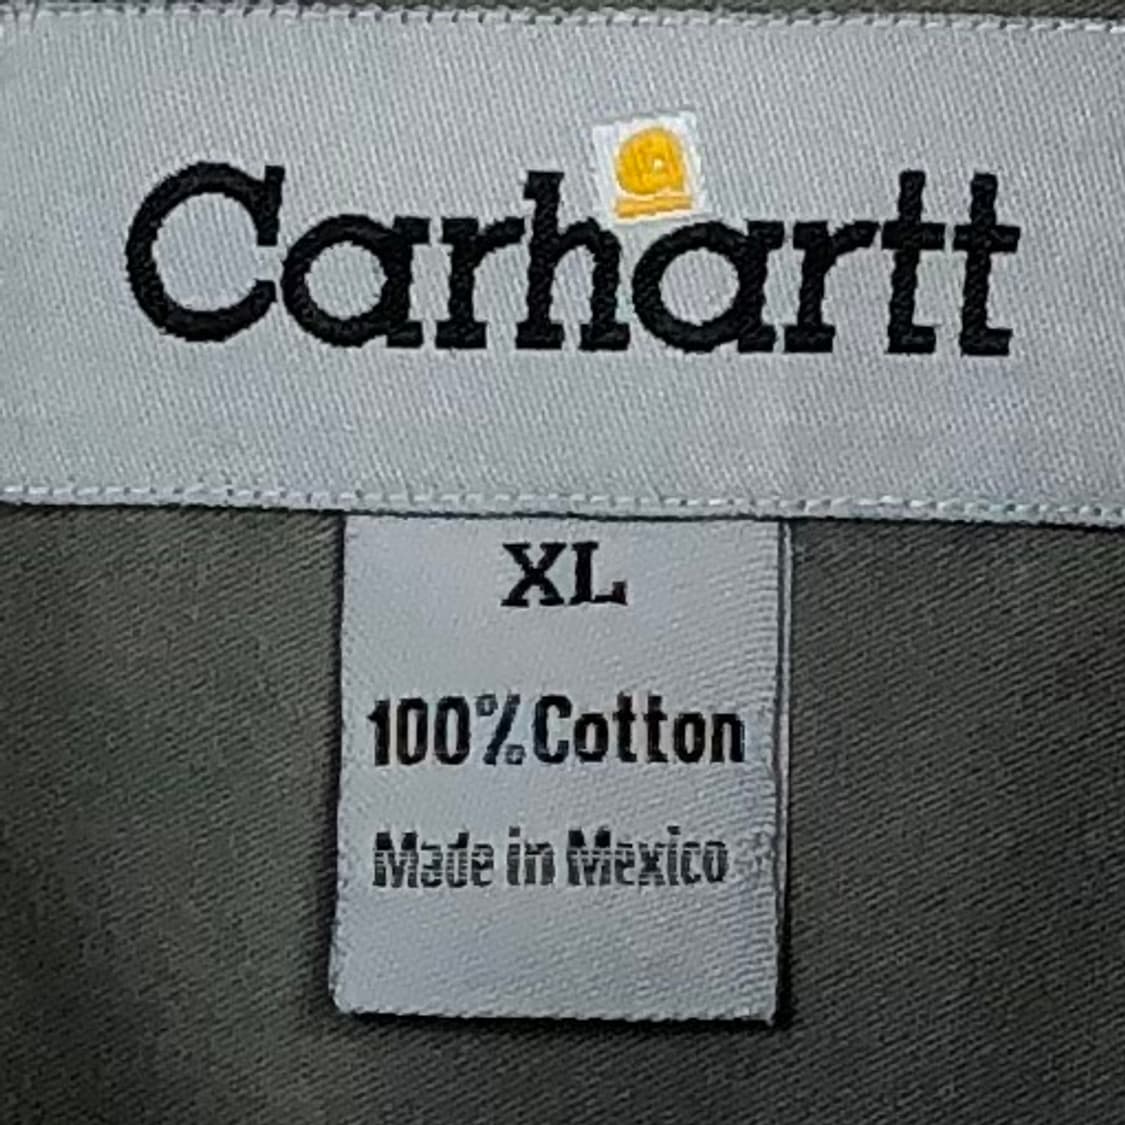 Carhartt
XL
100% Cotton
Made in Mexico